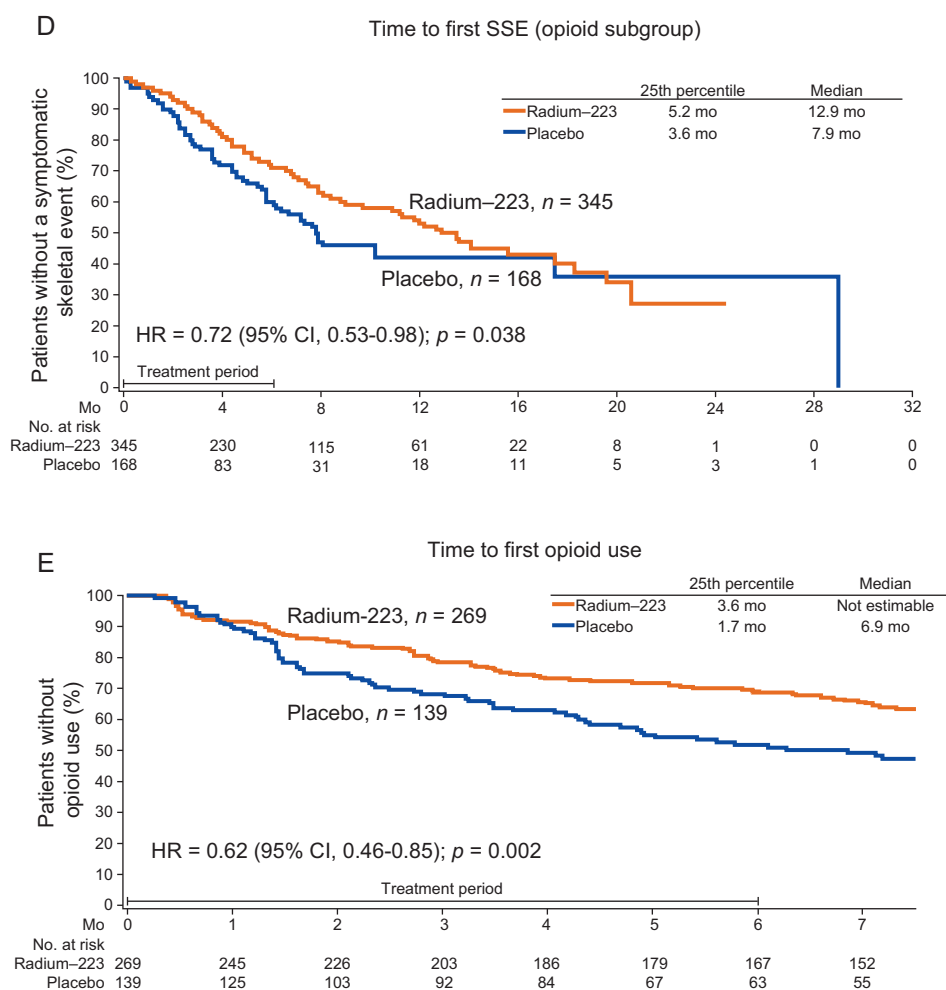 D
Time to first SSE (opioid subgroup)
25th percentile Median
Radium–223 5.2 mo 12.9 mo
Placebo 3.6 mo 7.9 mo
Patients without a symptomatic
skeletal event (%)
100
90
80
70
60
50
40
30
20
10
0
Radium–223, n = 345
Placebo, n = 168
HR = 0.72 (95% CI, 0.53-0.98); p = 0.038
Treatment period
Mo 0 4 8 12 16 20 24 28 32
No. at risk
Radium–223 345 230 115 61 22 8 1 0 0
Placebo 168 83 31 18 11 5 3 1 0
E
Time to first opioid use
25th percentile Median
Radium–223 3.6 mo Not estimable
Placebo 1.7 mo 6.9 mo
Patients without
opioid use (%)
100
90
80
70
60
50
40
30
20
10
0
Radium-223, n = 269
Placebo, n = 139
HR = 0.62 (95% CI, 0.46-0.85); p = 0.002
Treatment period
Mo 0 1 2 3 4 5 6 7
No. at risk
Radium–223 269 245 226 203 186 179 167 152
Placebo 139 125 103 92 84 67 63 55